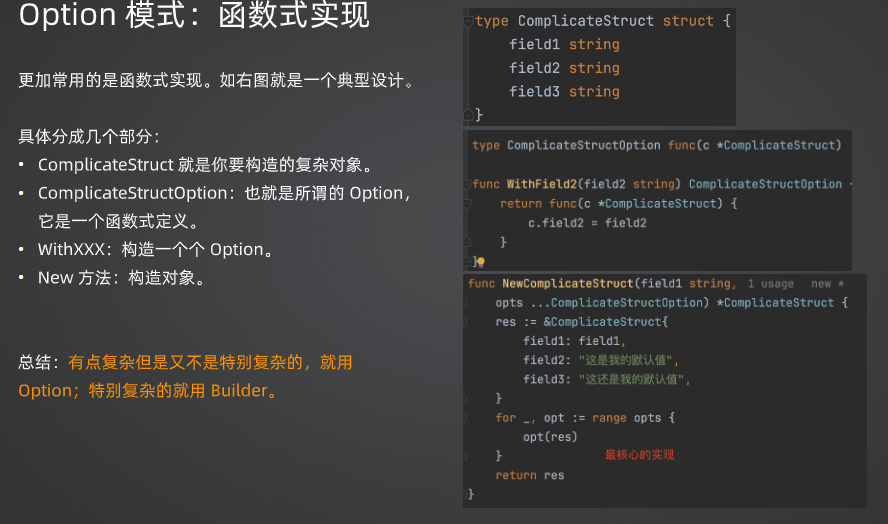 Option 模式：函数式实现
更加常用的是函数式实现。如右图就是一个典型设计。
具体分成几个部分：
• ComplicateStruct 就是你要构造的复杂对象。
• ComplicateStructOption：也就是所谓的 Option，
它是一个函数式定义。
• WithXXX：构造一个个 Option。
• New 方法：构造对象。
总结：有点复杂但是又不是特别复杂的，就用
Option；特别复杂的就用 Builder。
type ComplicateStruct struct {
field1 string
field2 string
field3 string
}
type ComplicateStructOption func(c *ComplicateStruct)
func WithField2(field2 string) ComplicateStructOption
return func(c *ComplicateStruct) {
c.field2 = field2
}
}
func NewComplicateStruct(field1 string, 1 usage new *
opts ...ComplicateStructOption) *ComplicateStruct {
res := &ComplicateStruct{
field1: field1,
field2: "这是我的默认值",
field3: "这还是我的默认值",
}
for _, opt := range opts {
opt(res)
} 最核心的实现
return res
}